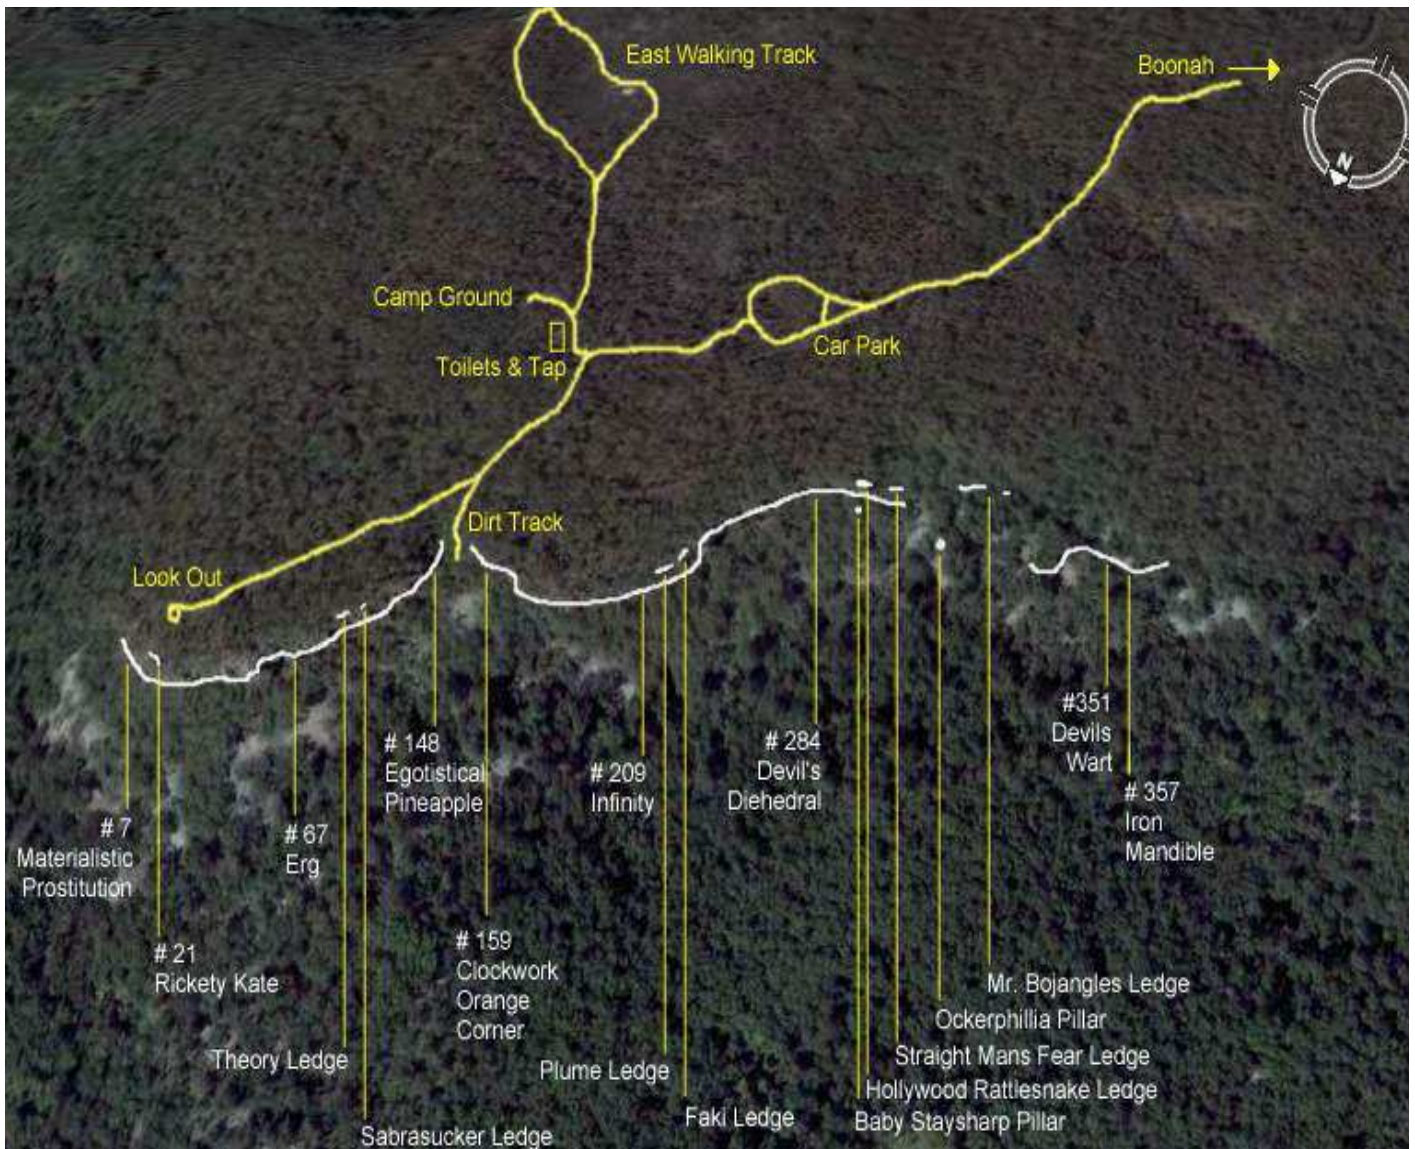 East Walking Track
Boonah
N
Camp Ground
Toilets & Tap
Car Park
Dirt Track
Look Out
# 7
Materialistic
Prostitution
# 21
Rickety Kate
# 67
Erg
Theory Ledge
Sabrasucker Ledge
# 148
Egotistical
Pineapple
# 159
Clockwork
Orange
Corner
# 209
Infinity
Plume Ledge
Faki Ledge
# 284
Devil's
Diehedral
Baby Staysharp Pillar
Hollywood Rattlesnake Ledge
Straight Mans Fear Ledge
Ockerphillia Pillar
Mr. Bojangles Ledge
#351
Devils
Wart
# 357
Iron
Mandible